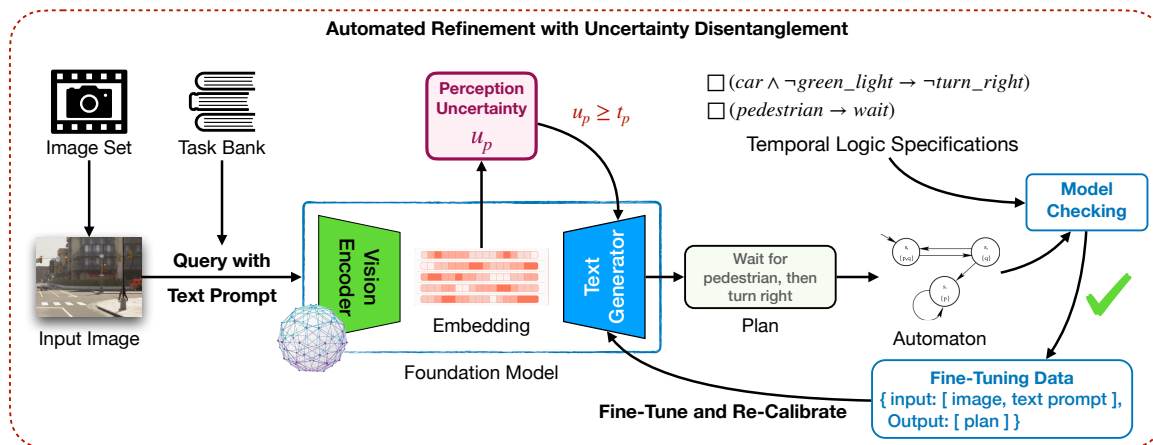 Automated Refinement with Uncertainty Disentanglement
Image Set
Task Bank
Perception
Uncertainty
u_p
u_p ≥ t_p
□ (car ∧ ¬green_light → ¬turn_right)
□ (pedestrian → wait)
Temporal Logic Specifications
Model
Checking
Input Image
Query with
Text Prompt
Vision
Encoder
Embedding
Text
Generator
Foundation Model
Wait for
pedestrian, then
turn right
Plan
{p,q}
{q}
{p}
Automaton
Fine-Tune and Re-Calibrate
Fine-Tuning Data
{ input: [ image, text prompt ],
Output: [ plan ] }